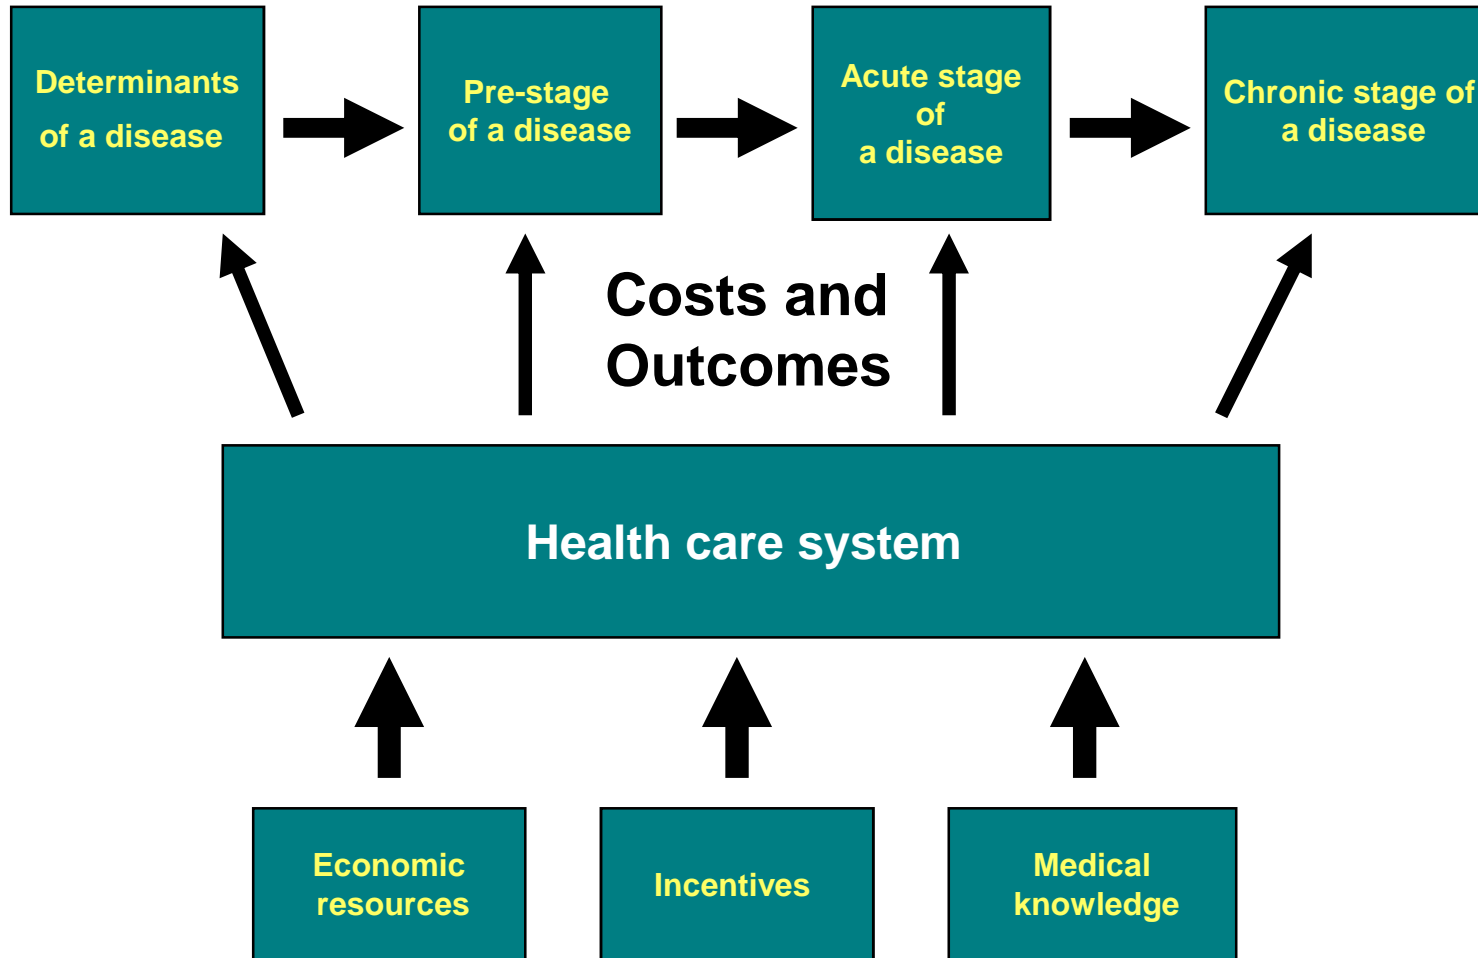 Determinants
of a disease
Pre-stage
of a disease
Acute stage
of
a disease
Chronic stage of
a disease
Costs and
Outcomes
Health care system
Economic
resources
Incentives
Medical
knowledge